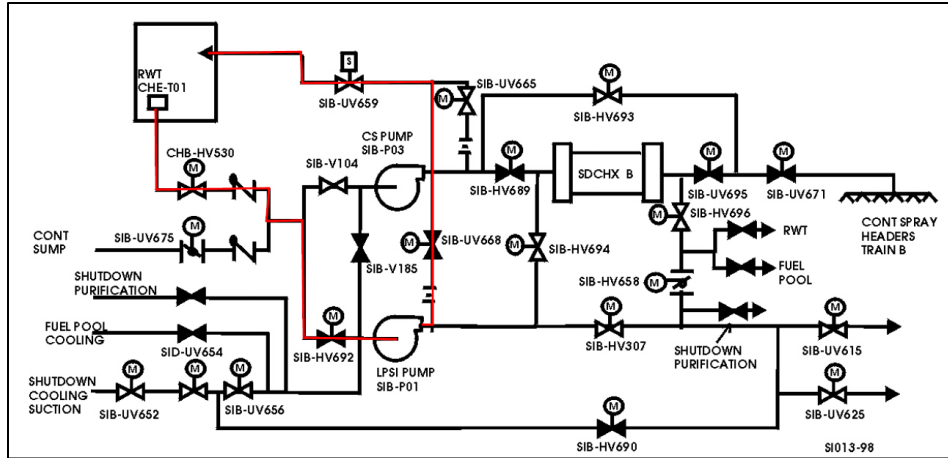 RWT
CHE-T01
S
SIB-UV659
SIB-UV665
M
M
SIB-HV693
CS PUMP
SIB-P03
CHB-HV530
M
SIB-V104
M
SIB-HV689
SDCHX B
M
SIB-UV695
M
SIB-UV671
CONT SPRAY
HEADERS
TRAIN B
M
SIB-HV696
CONT
SUMP
SIB-UV675
M
M
SIB-UV668
M
SIB-HV694
RWT
FUEL
POOL
SIB-V185
SIB-HV658
M
SHUTDOWN
PURIFICATION
FUEL POOL
COOLING
SID-UV654
M
SIB-HV692
LPSI PUMP
SIB-P01
M
SIB-HV307
SHUTDOWN
PURIFICATION
M
SIB-UV615
SHUTDOWN
COOLING
SUCTION
M
M
M
SIB-UV652
SIB-UV656
M
SIB-UV625
M
SIB-HV690
SI013-98